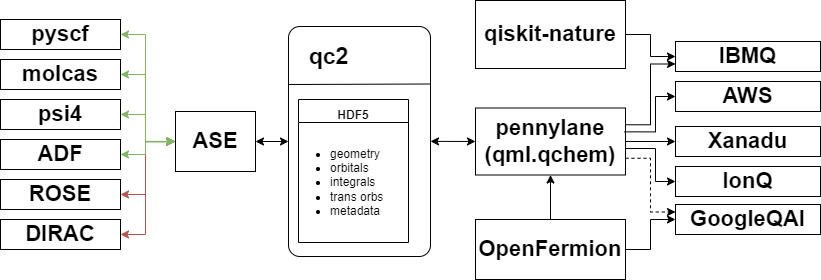 pyscf
molcas
psi4
ADF
ROSE
DIRAC
ASE
qc2
HDF5
geometry
orbitals
integrals
trans orbs
metadata
qiskit-nature
pennylane
(qml.qchem)
OpenFermion
IBMQ
AWS
Xanadu
IonQ
GoogleQAI